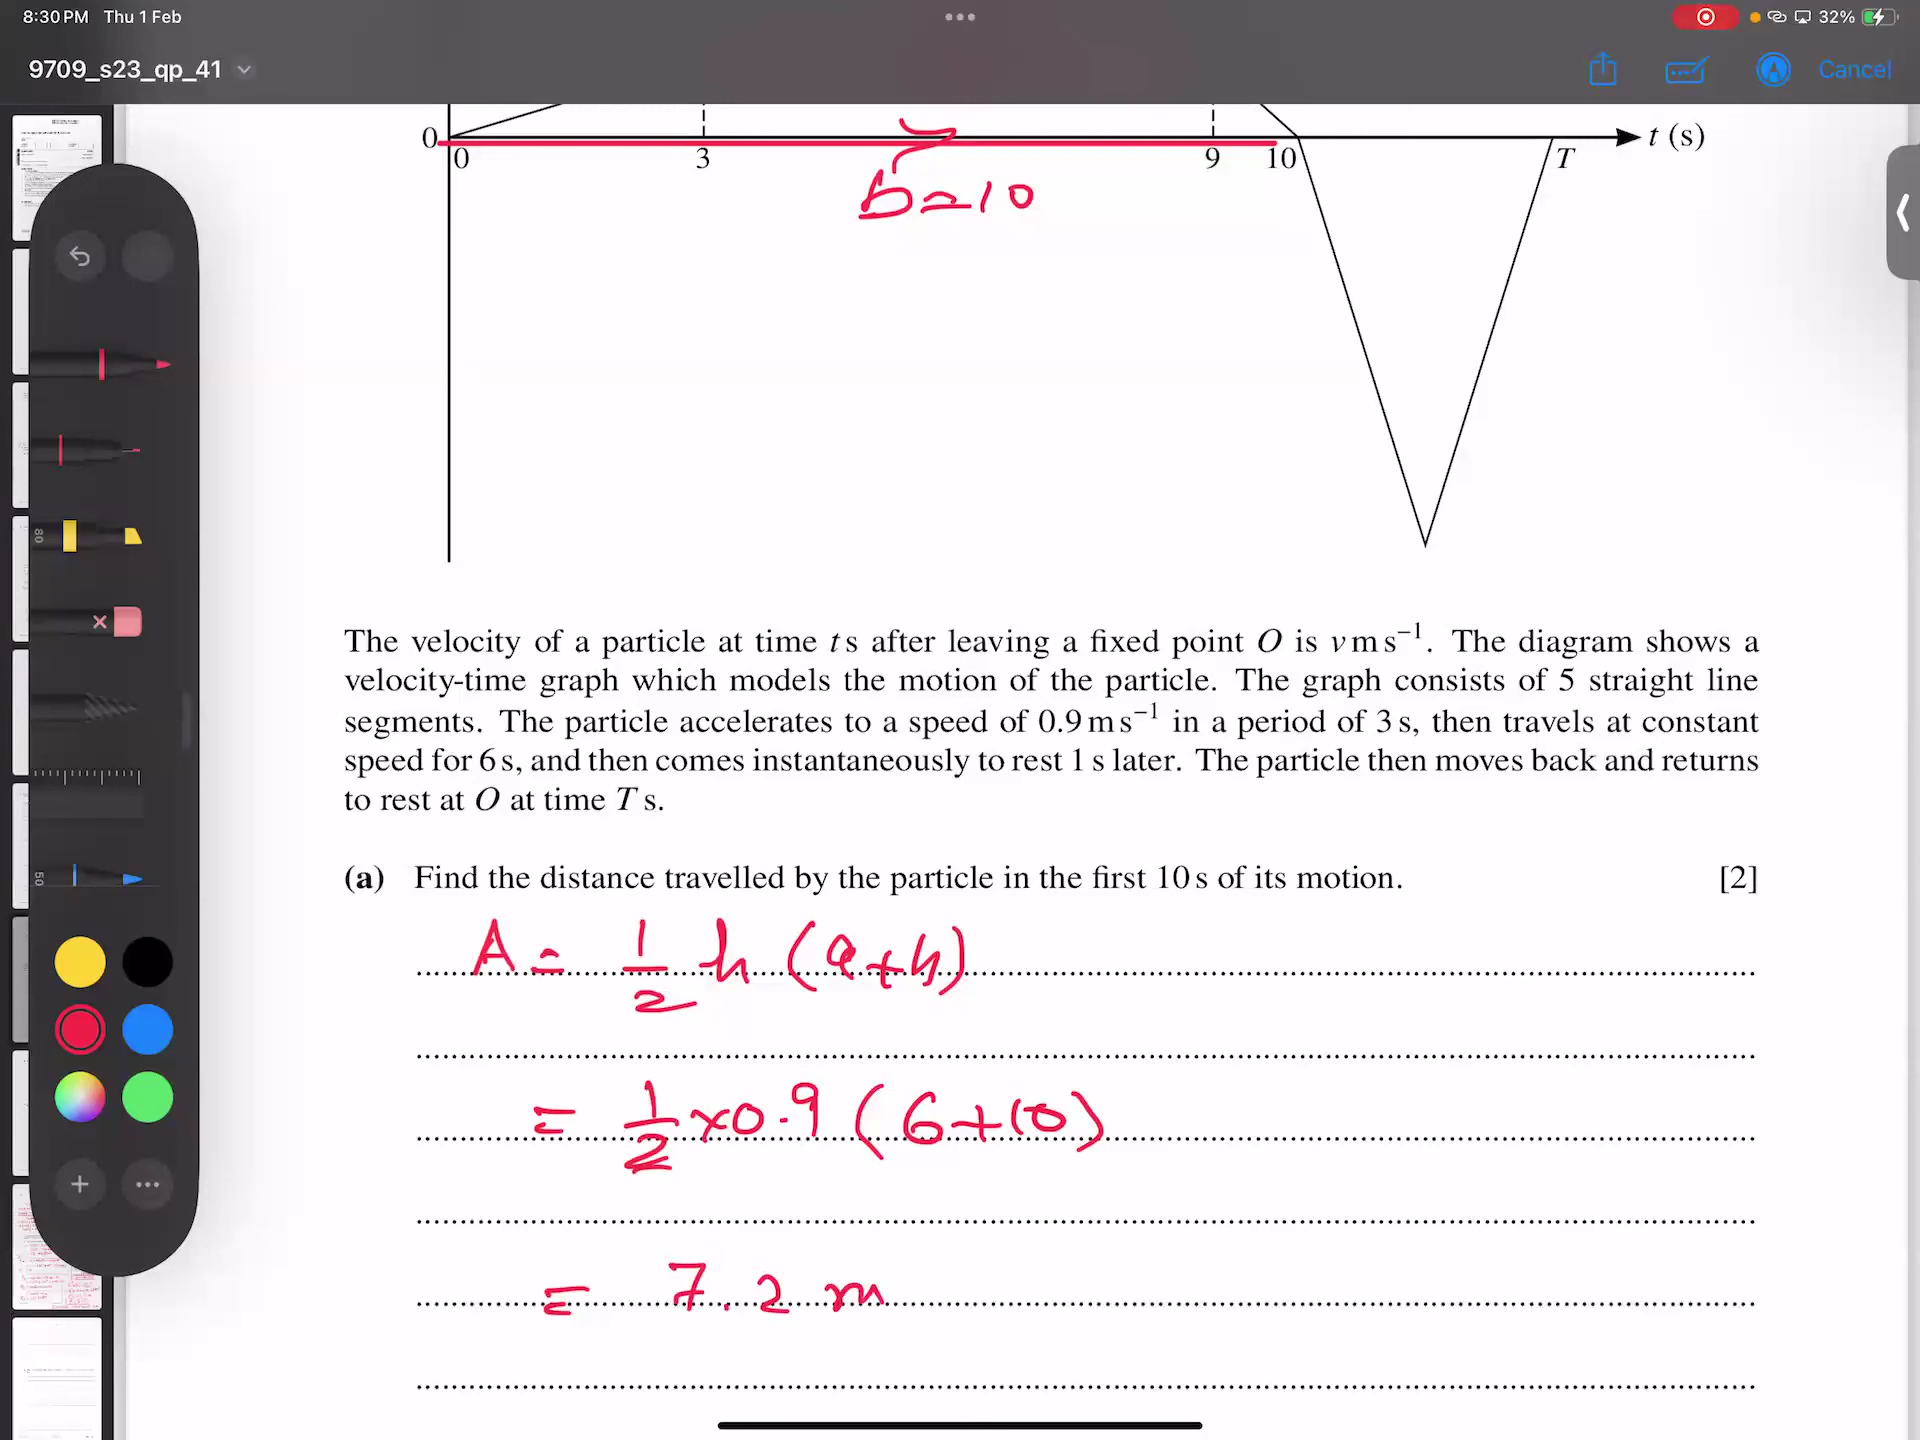 8:30 PM Thu 1 Feb
32%
9709_s23_qp_41
Cancel
0
0 3 9 10 T t (s)
b=10
The velocity of a particle at time t s after leaving a fixed point O is v m s⁻¹. The diagram shows a
velocity-time graph which models the motion of the particle. The graph consists of 5 straight line
segments. The particle accelerates to a speed of 0.9 m s⁻¹ in a period of 3 s, then travels at constant
speed for 6 s, and then comes instantaneously to rest 1 s later. The particle then moves back and returns
to rest at O at time T s.
(a) Find the distance travelled by the particle in the first 10 s of its motion. [2]
A = 1/2 h (a+b)
= 1/2 ×0.9 (6+10)
= 7.2 m
80
50